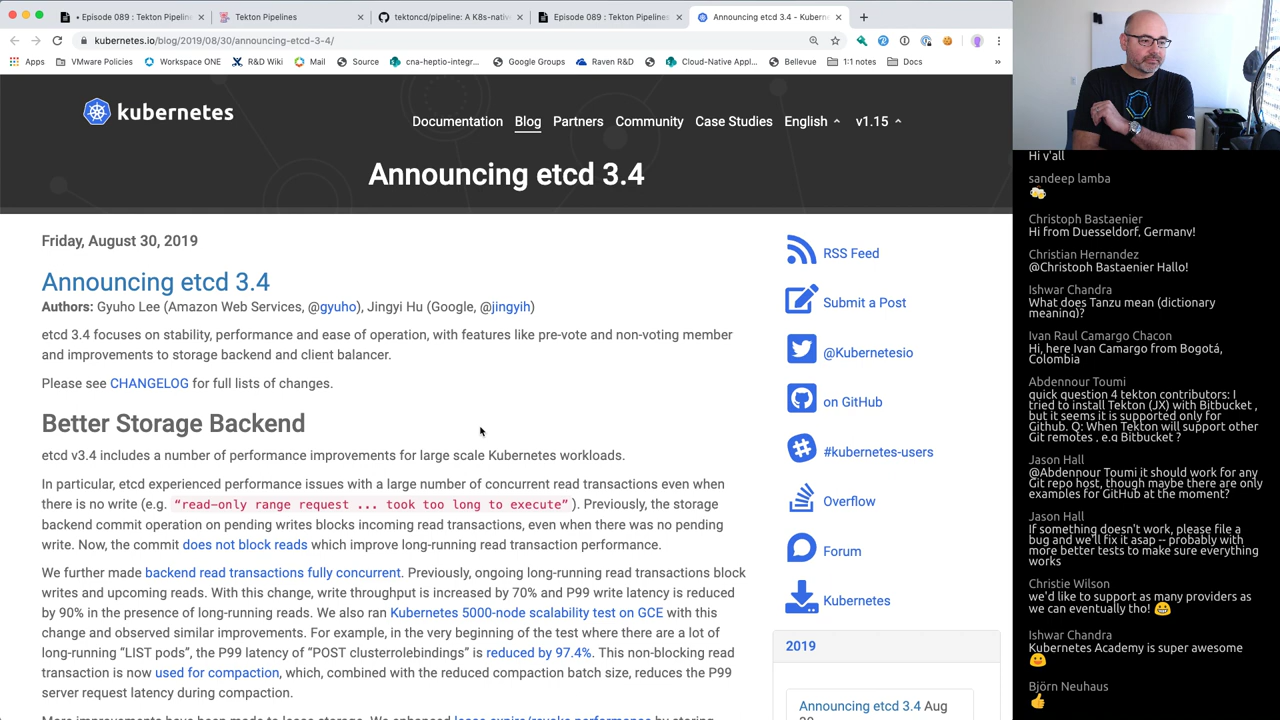 • Episode 089 : Tekton Pipeline
Tekton Pipelines
tektoncd/pipeline: A K8s-nativ
Episode 089 : Tekton Pipelines
Announcing etcd 3.4 - Kubern
kubernetes.io/blog/2019/08/30/announcing-etcd-3-4/
Apps
VMware Policies
Workspace ONE
R&D Wiki
Mail
Source
cna-heptio-integr...
Google Groups
Raven R&D
Cloud-Native Appl...
Bellevue
1:1 notes
Docs
»
kubernetes
Documentation
Blog
Partners
Community
Case Studies
English
v1.15
Announcing etcd 3.4
Friday, August 30, 2019
Announcing etcd 3.4
Authors: Gyuho Lee (Amazon Web Services, @gyuho), Jingyi Hu (Google, @jingyih)
etcd 3.4 focuses on stability, performance and ease of operation, with features like pre-vote and non-voting member
and improvements to storage backend and client balancer.
Please see CHANGELOG for full lists of changes.
Better Storage Backend
etcd v3.4 includes a number of performance improvements for large scale Kubernetes workloads.
In particular, etcd experienced performance issues with a large number of concurrent read transactions even when
there is no write (e.g. “read-only range request ... took too long to execute”). Previously, the storage
backend commit operation on pending writes blocks incoming read transactions, even when there was no pending
write. Now, the commit does not block reads which improve long-running read transaction performance.
We further made backend read transactions fully concurrent. Previously, ongoing long-running read transactions block
writes and upcoming reads. With this change, write throughput is increased by 70% and P99 write latency is reduced
by 90% in the presence of long-running reads. We also ran Kubernetes 5000-node scalability test on GCE with this
change and observed similar improvements. For example, in the very beginning of the test where there are a lot of
long-running “LIST pods”, the P99 latency of “POST clusterrolebindings” is reduced by 97.4%. This non-blocking read
transaction is now used for compaction, which, combined with the reduced compaction batch size, reduces the P99
server request latency during compaction.
More improvements have been made to lease storage. We enhanced lease expire/revoke performance by storing
RSS Feed
Submit a Post
@Kubernetesio
on GitHub
#kubernetes-users
Overflow
Forum
Kubernetes
2019
Announcing etcd 3.4 Aug
30
Hi y'all
sandeep lamba
Christoph Bastaenier
Hi from Duesseldorf, Germany!
Christian Hernandez
@Christoph Bastaenier Hallo!
Ishwar Chandra
What does Tanzu mean (dictionary
meaning)?
Ivan Raul Camargo Chacon
Hi, here Ivan Camargo from Bogotá,
Colombia
Abdennour Toumi
quick question 4 tekton contributors: I
tried to install Tekton (JX) with Bitbucket ,
but it seems it is supported only for
Github. Q: When Tekton will support other
Git remotes , e.g Bitbucket ?
Jason Hall
@Abdennour Toumi it should work for any
Git repo host, though maybe there are only
examples for GitHub at the moment?
Jason Hall
If something doesn't work, please file a
bug and we'll fix it asap -- probably with
more better tests to make sure everything
works
Christie Wilson
we'd like to support as many providers as
we can eventually tho! 😀
Ishwar Chandra
Kubernetes Academy is super awesome
Björn Neuhaus